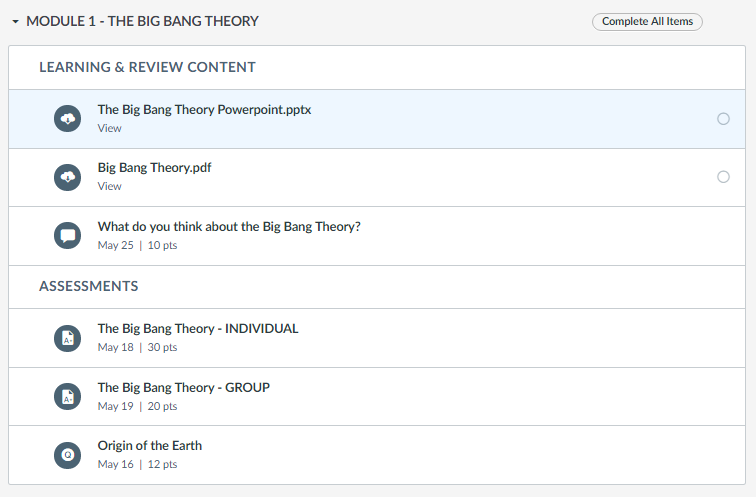 MODULE 1 - THE BIG BANG THEORY
Complete All Items
LEARNING & REVIEW CONTENT
The Big Bang Theory Powerpoint.pptx
View
Big Bang Theory.pdf
View
What do you think about the Big Bang Theory?
May 25 | 10 pts
ASSESSMENTS
The Big Bang Theory - INDIVIDUAL
May 18 | 30 pts
The Big Bang Theory - GROUP
May 19 | 20 pts
Origin of the Earth
May 16 | 12 pts